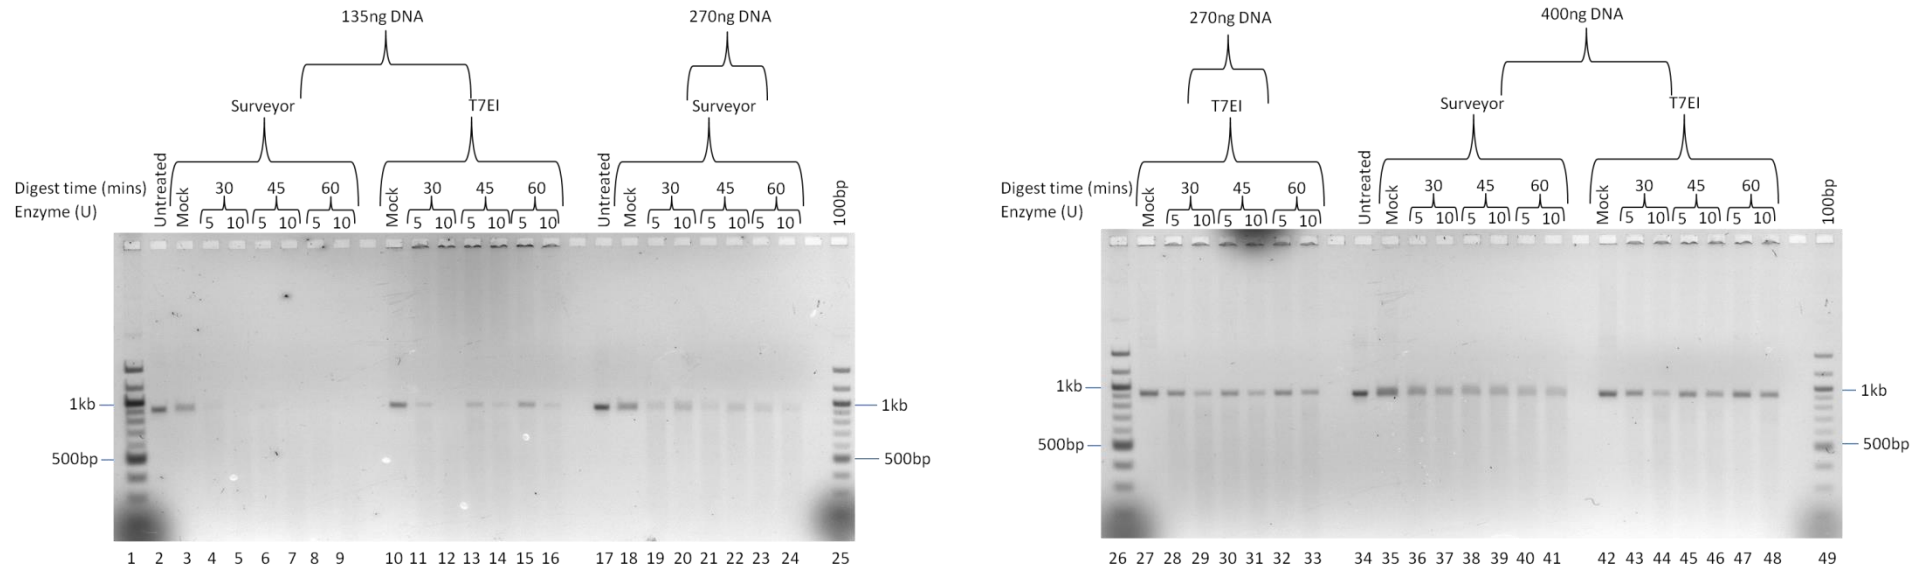 135ng DNA 270ng DNA
Surveyor T7EI Surveyor
Digest time (mins) Untreated Mock 30 45 60 Mock 30 45 60 Untreated Mock 30 45 60 100bp
Enzyme (U) 5 10 5 10 5 10 5 10 5 10 5 10 5 10 5 10 5 10
1kb 1kb
500bp 500bp
1 2 3 4 5 6 7 8 9 10 11 12 13 14 15 16 17 18 19 20 21 22 23 24 25
270ng DNA 400ng DNA
T7EI Surveyor T7EI
Digest time (mins) Mock 30 45 60 Untreated Mock 30 45 60 Mock 30 45 60 100bp
Enzyme (U) 5 10 5 10 5 10 5 10 5 10 5 10 5 10 5 10 5 10
1kb 1kb
500bp 500bp
26 27 28 29 30 31 32 33 34 35 36 37 38 39 40 41 42 43 44 45 46 47 48 49